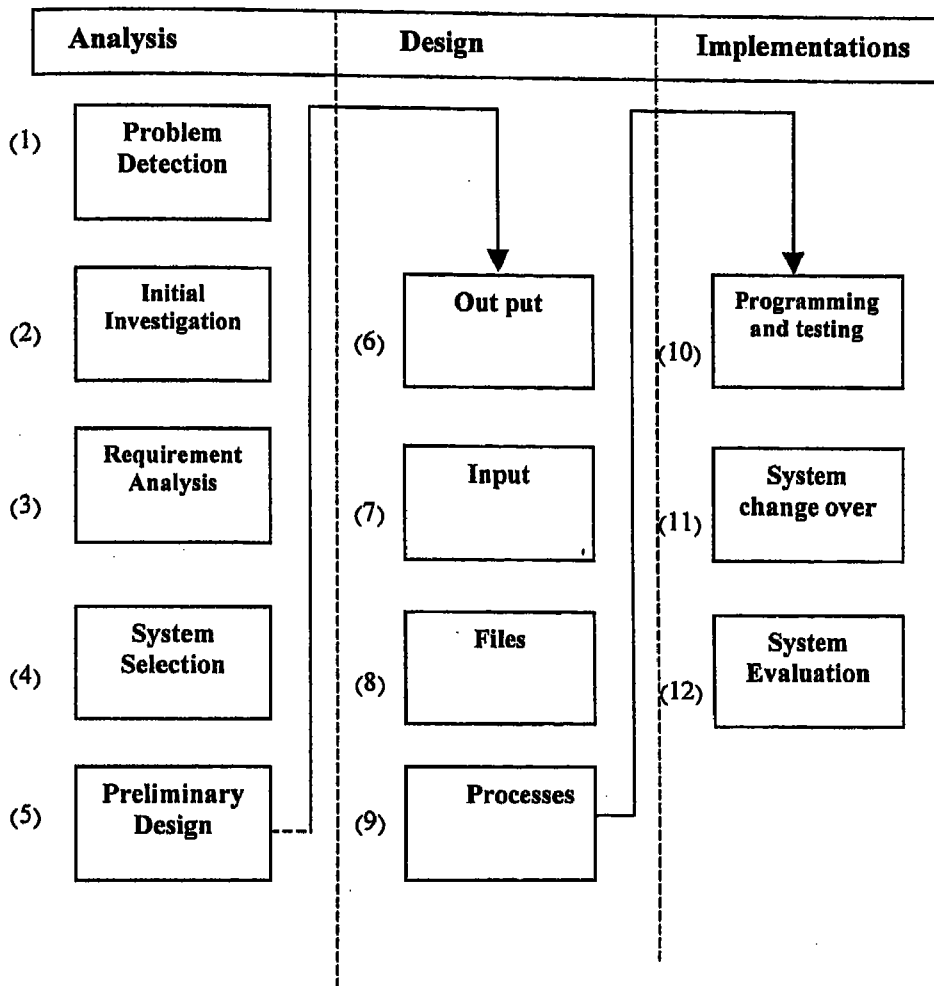 Analysis
Design
Implementations
(1)
Problem
Detection
(2)
Initial
Investigation
(3)
Requirement
Analysis
(4)
System
Selection
(5)
Preliminary
Design
(6)
Out put
(7)
Input
(8)
Files
(9)
Processes
(10)
Programming
and testing
(11)
System
change over
(12)
System
Evaluation